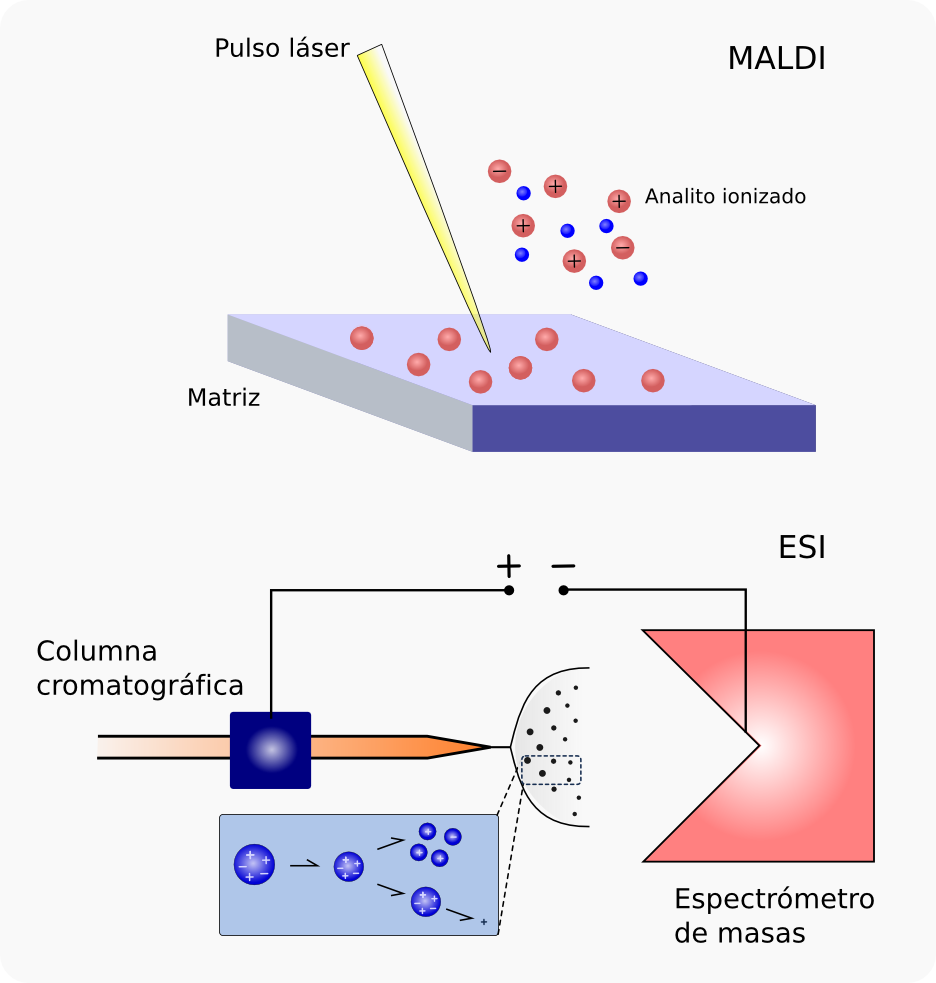 Pulso láser
MALDI
Analito ionizado
Matriz
ESI
+ −
Columna
cromatográfica
Espectrómetro
de masas